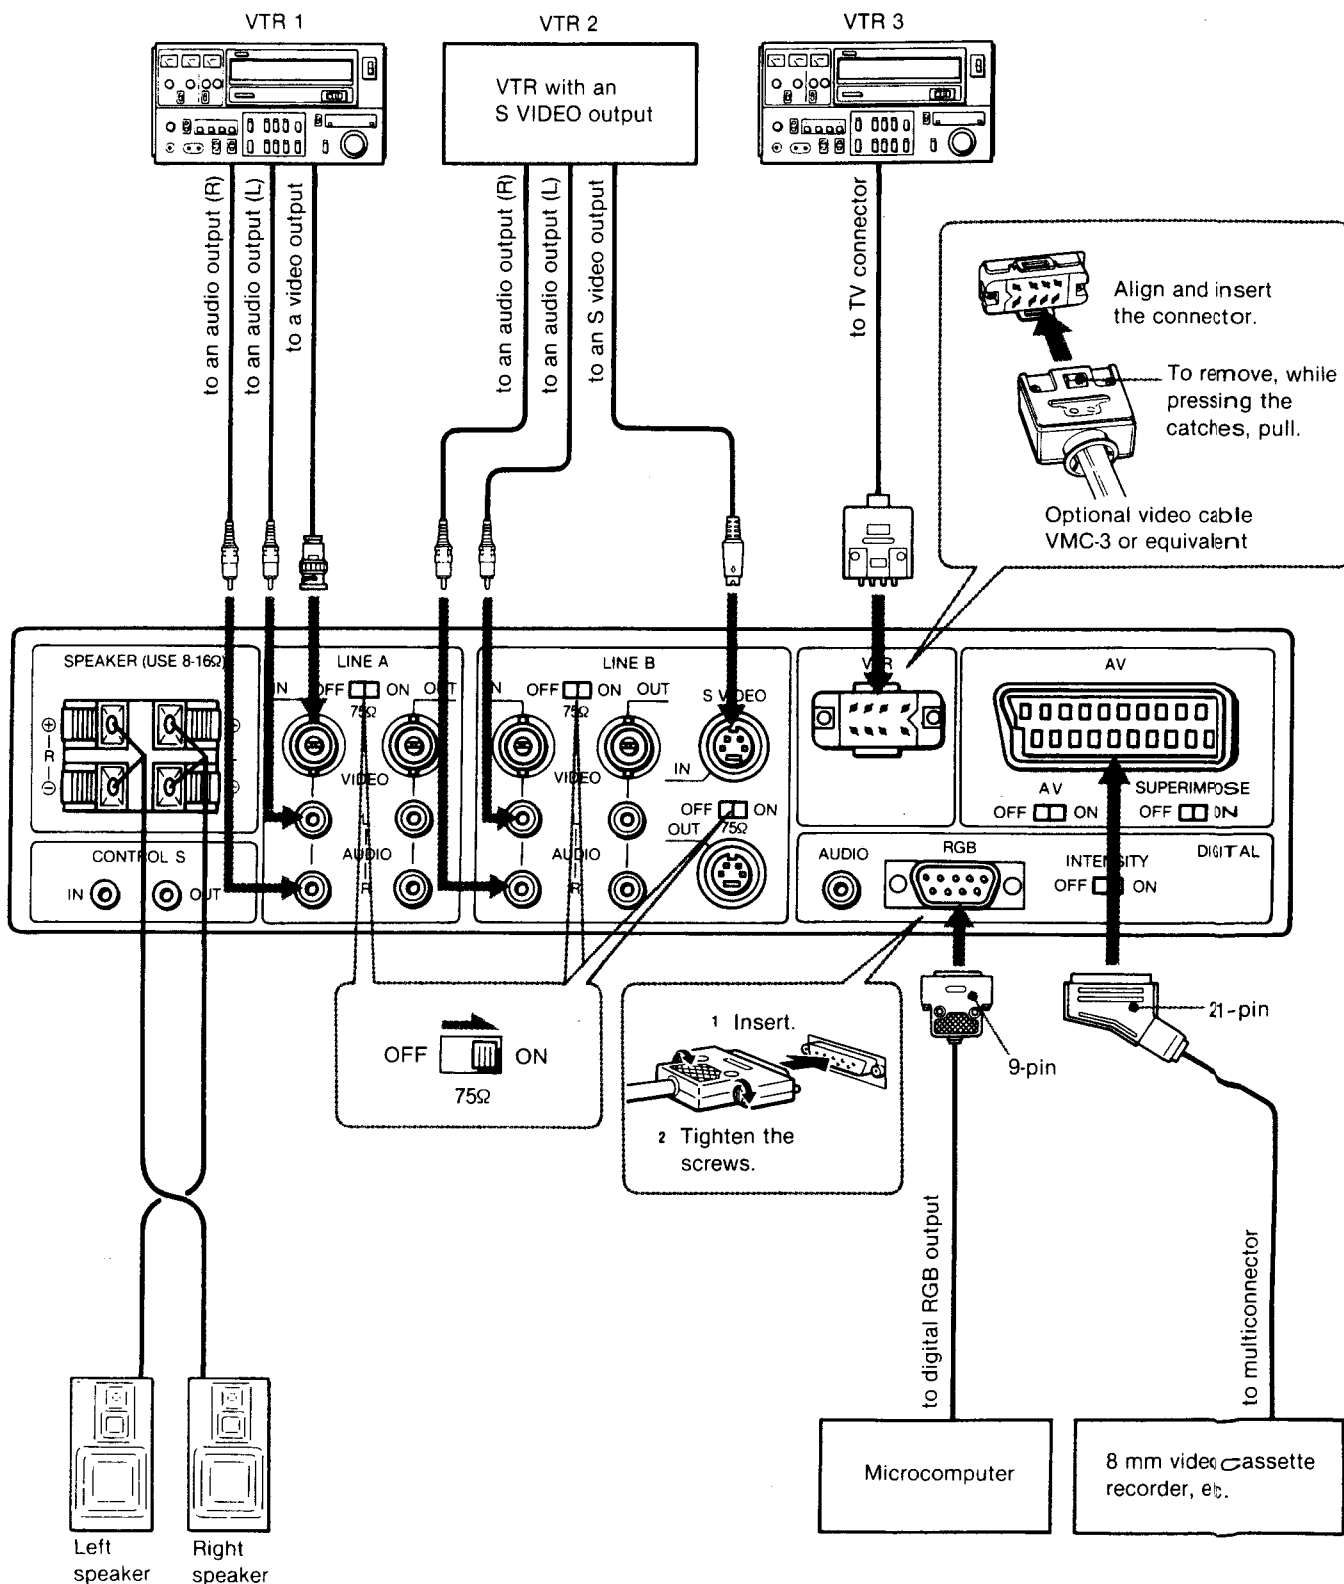 VTR 1
VTR 2
VTR 3
VTR with an
S VIDEO output
to an audio output (R)
to an audio output (L)
to a video output
to an audio output (R)
to an audio output (L)
to an S video output
to TV connector
Align and insert
the connector.
To remove, while
pressing the
catches, pull.
Optional video cable
VMC-3 or equivalent
SPEAKER (USE 8-16Ω)
⊕
R
⊖
CONTROL S
IN
OUT
LINE A
IN
OFF
ON
OUT
75Ω
VIDEO
L
AUDIO
R
LINE B
IN
OFF
ON
OUT
75Ω
VIDEO
L
AUDIO
R
S VIDEO
IN
OFF
ON
OUT
75Ω
VTR
AV
AV
OFF
ON
SUPERIMPOSE
OFF
ON
AUDIO
RGB
INTENSITY
OFF
ON
DIGITAL
OFF
ON
75Ω
1 Insert.
2 Tighten the
screws.
9-pin
21-pin
to digital RGB output
to multiconnector
Microcomputer
8 mm video cassette
recorder, etc.
Left
speaker
Right
speaker